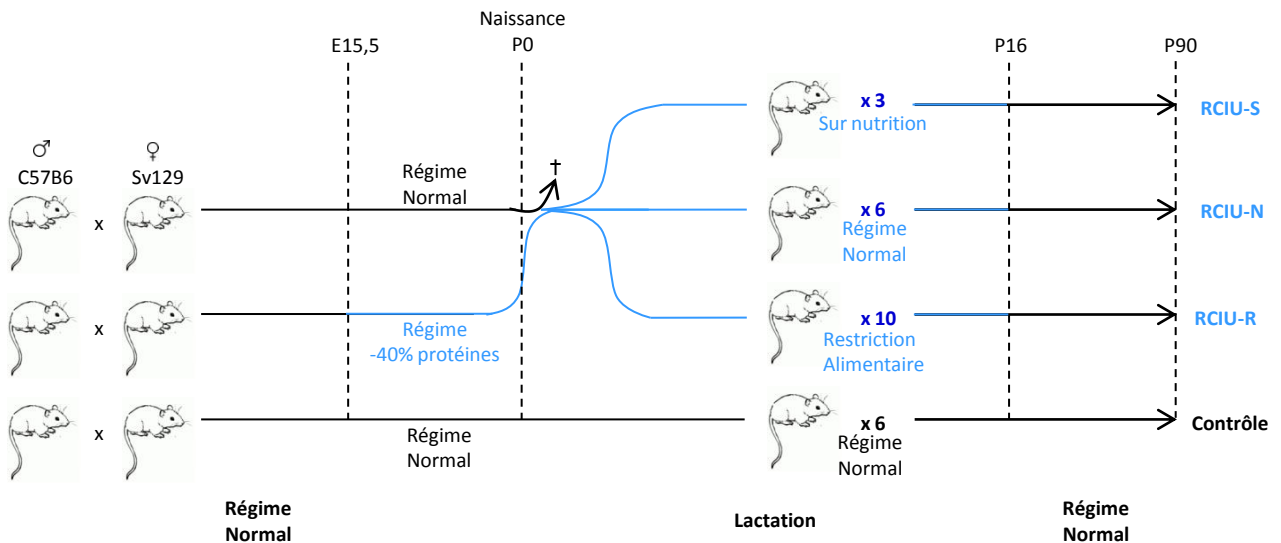 Naissance
E15,5
P0
P16
P90
x 3
Sur nutrition
RCIU-S
♂
♀
C57B6
Sv129
Régime
Normal
†
x
x 6
Régime
Normal
RCIU-N
x
Régime
-40% protéines
x 10
Restriction
Alimentaire
RCIU-R
x
Régime
Normal
x 6
Régime
Normal
Contrôle
Régime
Normal
Lactation
Régime
Normal